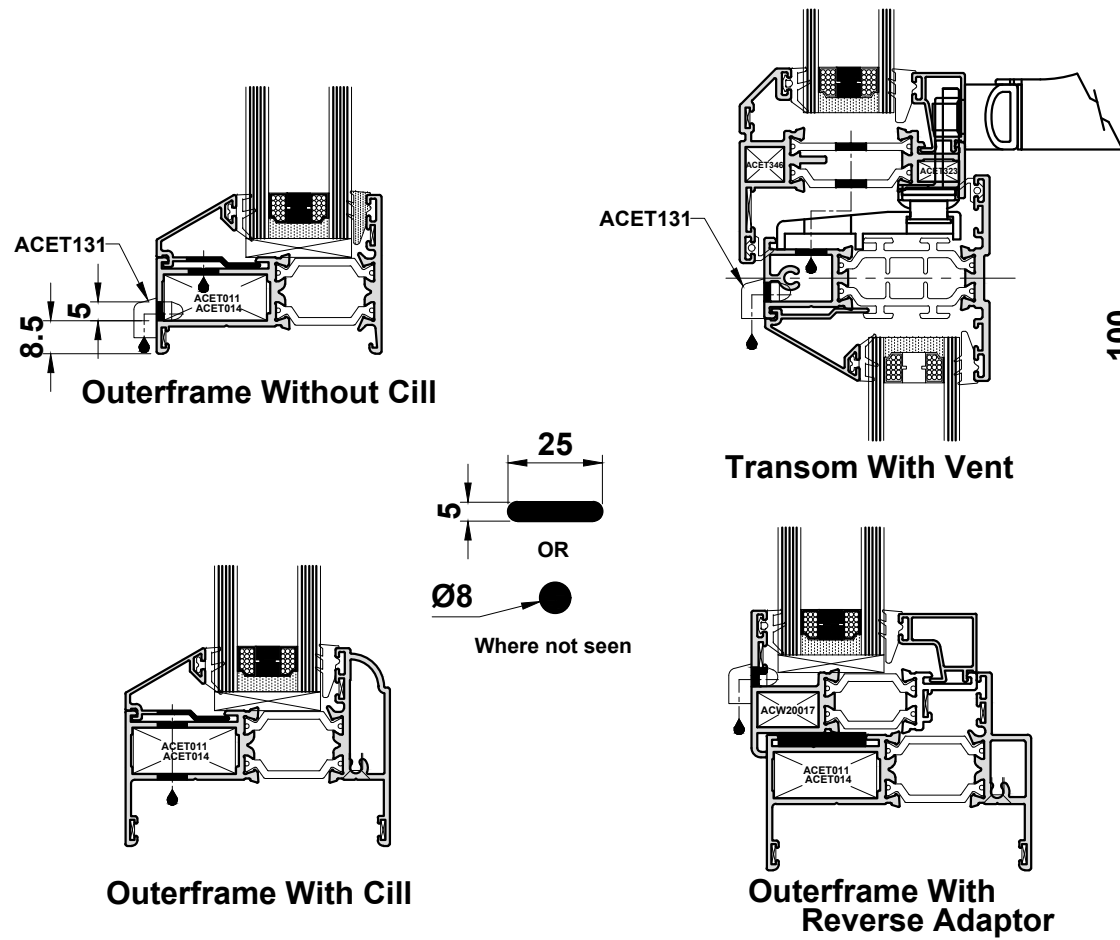 ACET131
5
8.5
ACET011
ACET014
Outerframe Without Cill
ACET346
ACET323
ACET131
100
Transom With Vent
25
5
OR
Ø8
Where not seen
ACET011
ACET014
Outerframe With Cill
ACW20017
ACET011
ACET014
Outerframe With
Reverse Adaptor